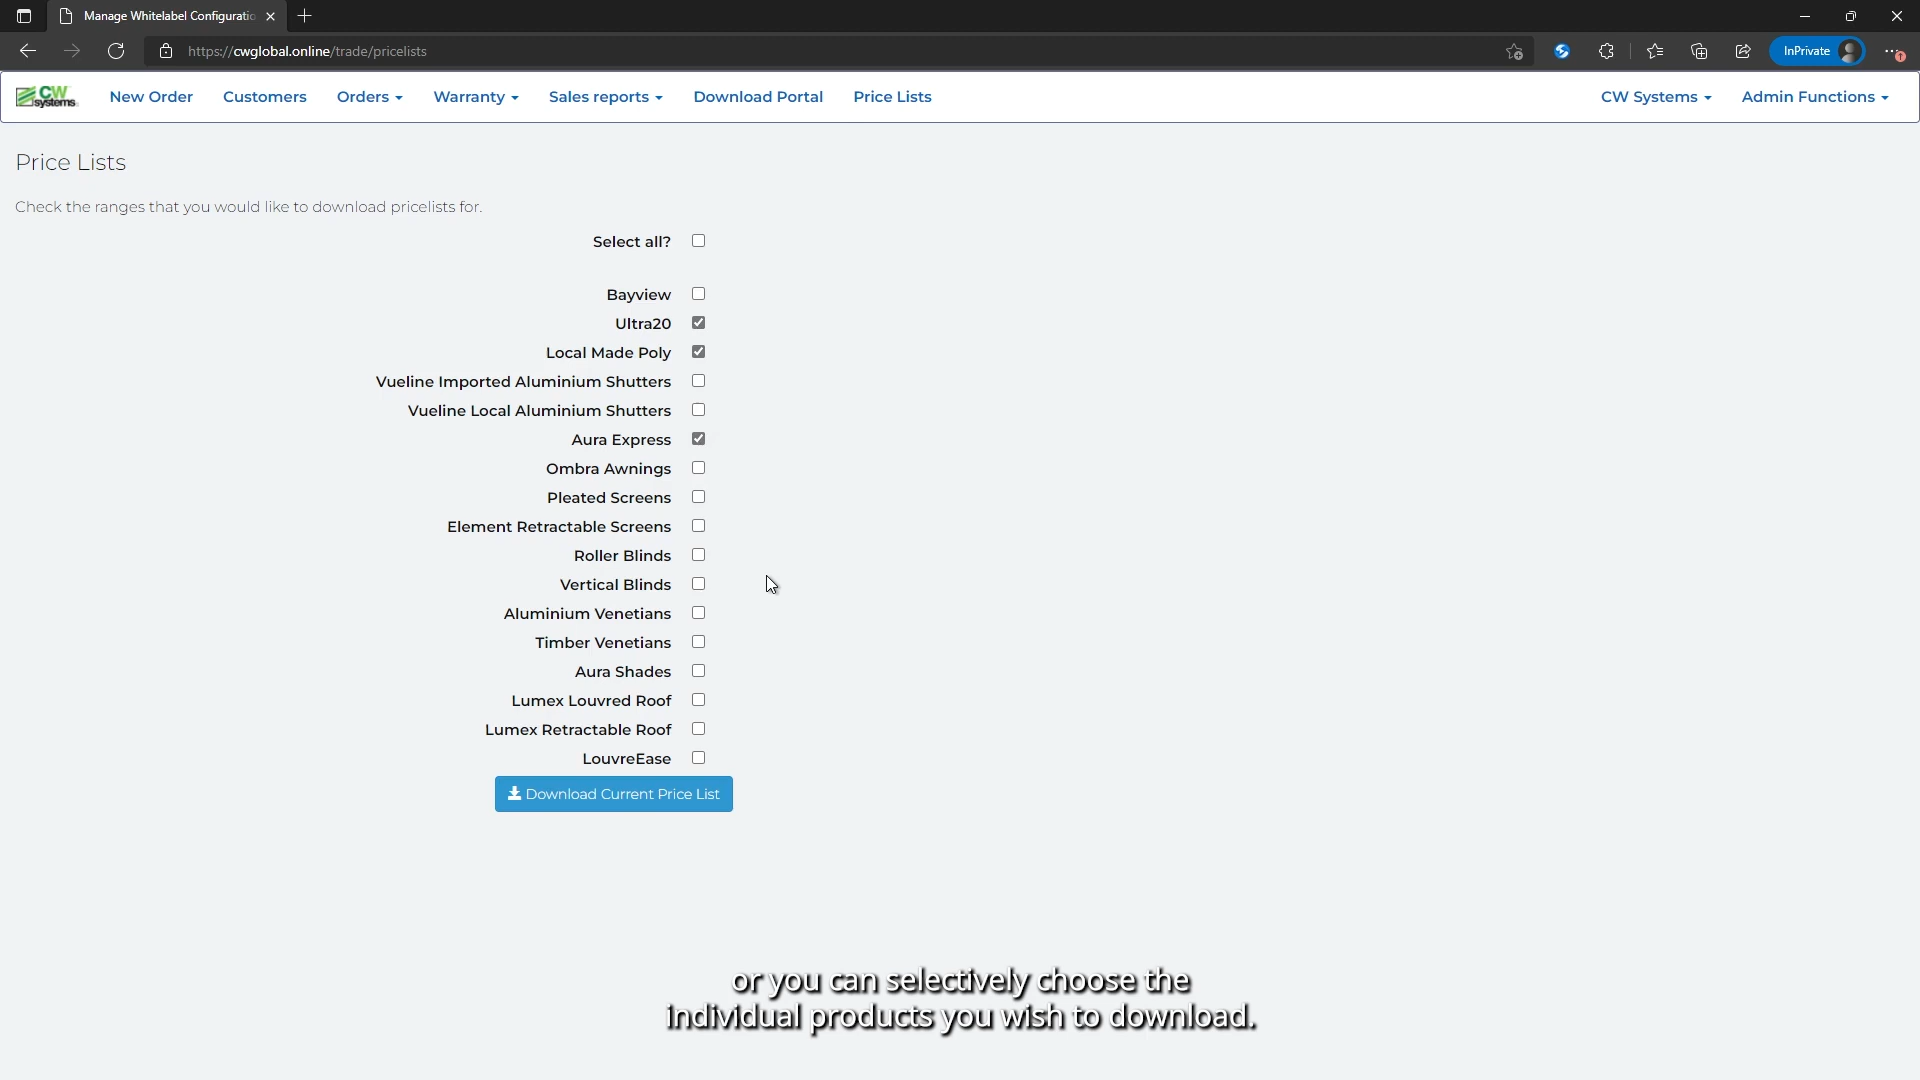 Manage Whitelabel Configuratio
https://cwglobal.online/trade/pricelists
InPrivate
CW systems
New Order
Customers
Orders
Warranty
Sales reports
Download Portal
Price Lists
CW Systems
Admin Functions
Price Lists
Check the ranges that you would like to download pricelists for.
Select all?
Bayview
Ultra20
Local Made Poly
Vueline Imported Aluminium Shutters
Vueline Local Aluminium Shutters
Aura Express
Ombra Awnings
Pleated Screens
Element Retractable Screens
Roller Blinds
Vertical Blinds
Aluminium Venetians
Timber Venetians
Aura Shades
Lumex Louvred Roof
Lumex Retractable Roof
LouvreEase
Download Current Price List
or you can selectively choose the
individual products you wish to download.